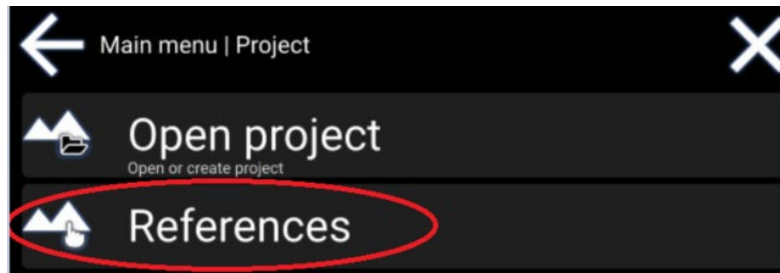 Main menu | Project
Open project
Open or create project
References